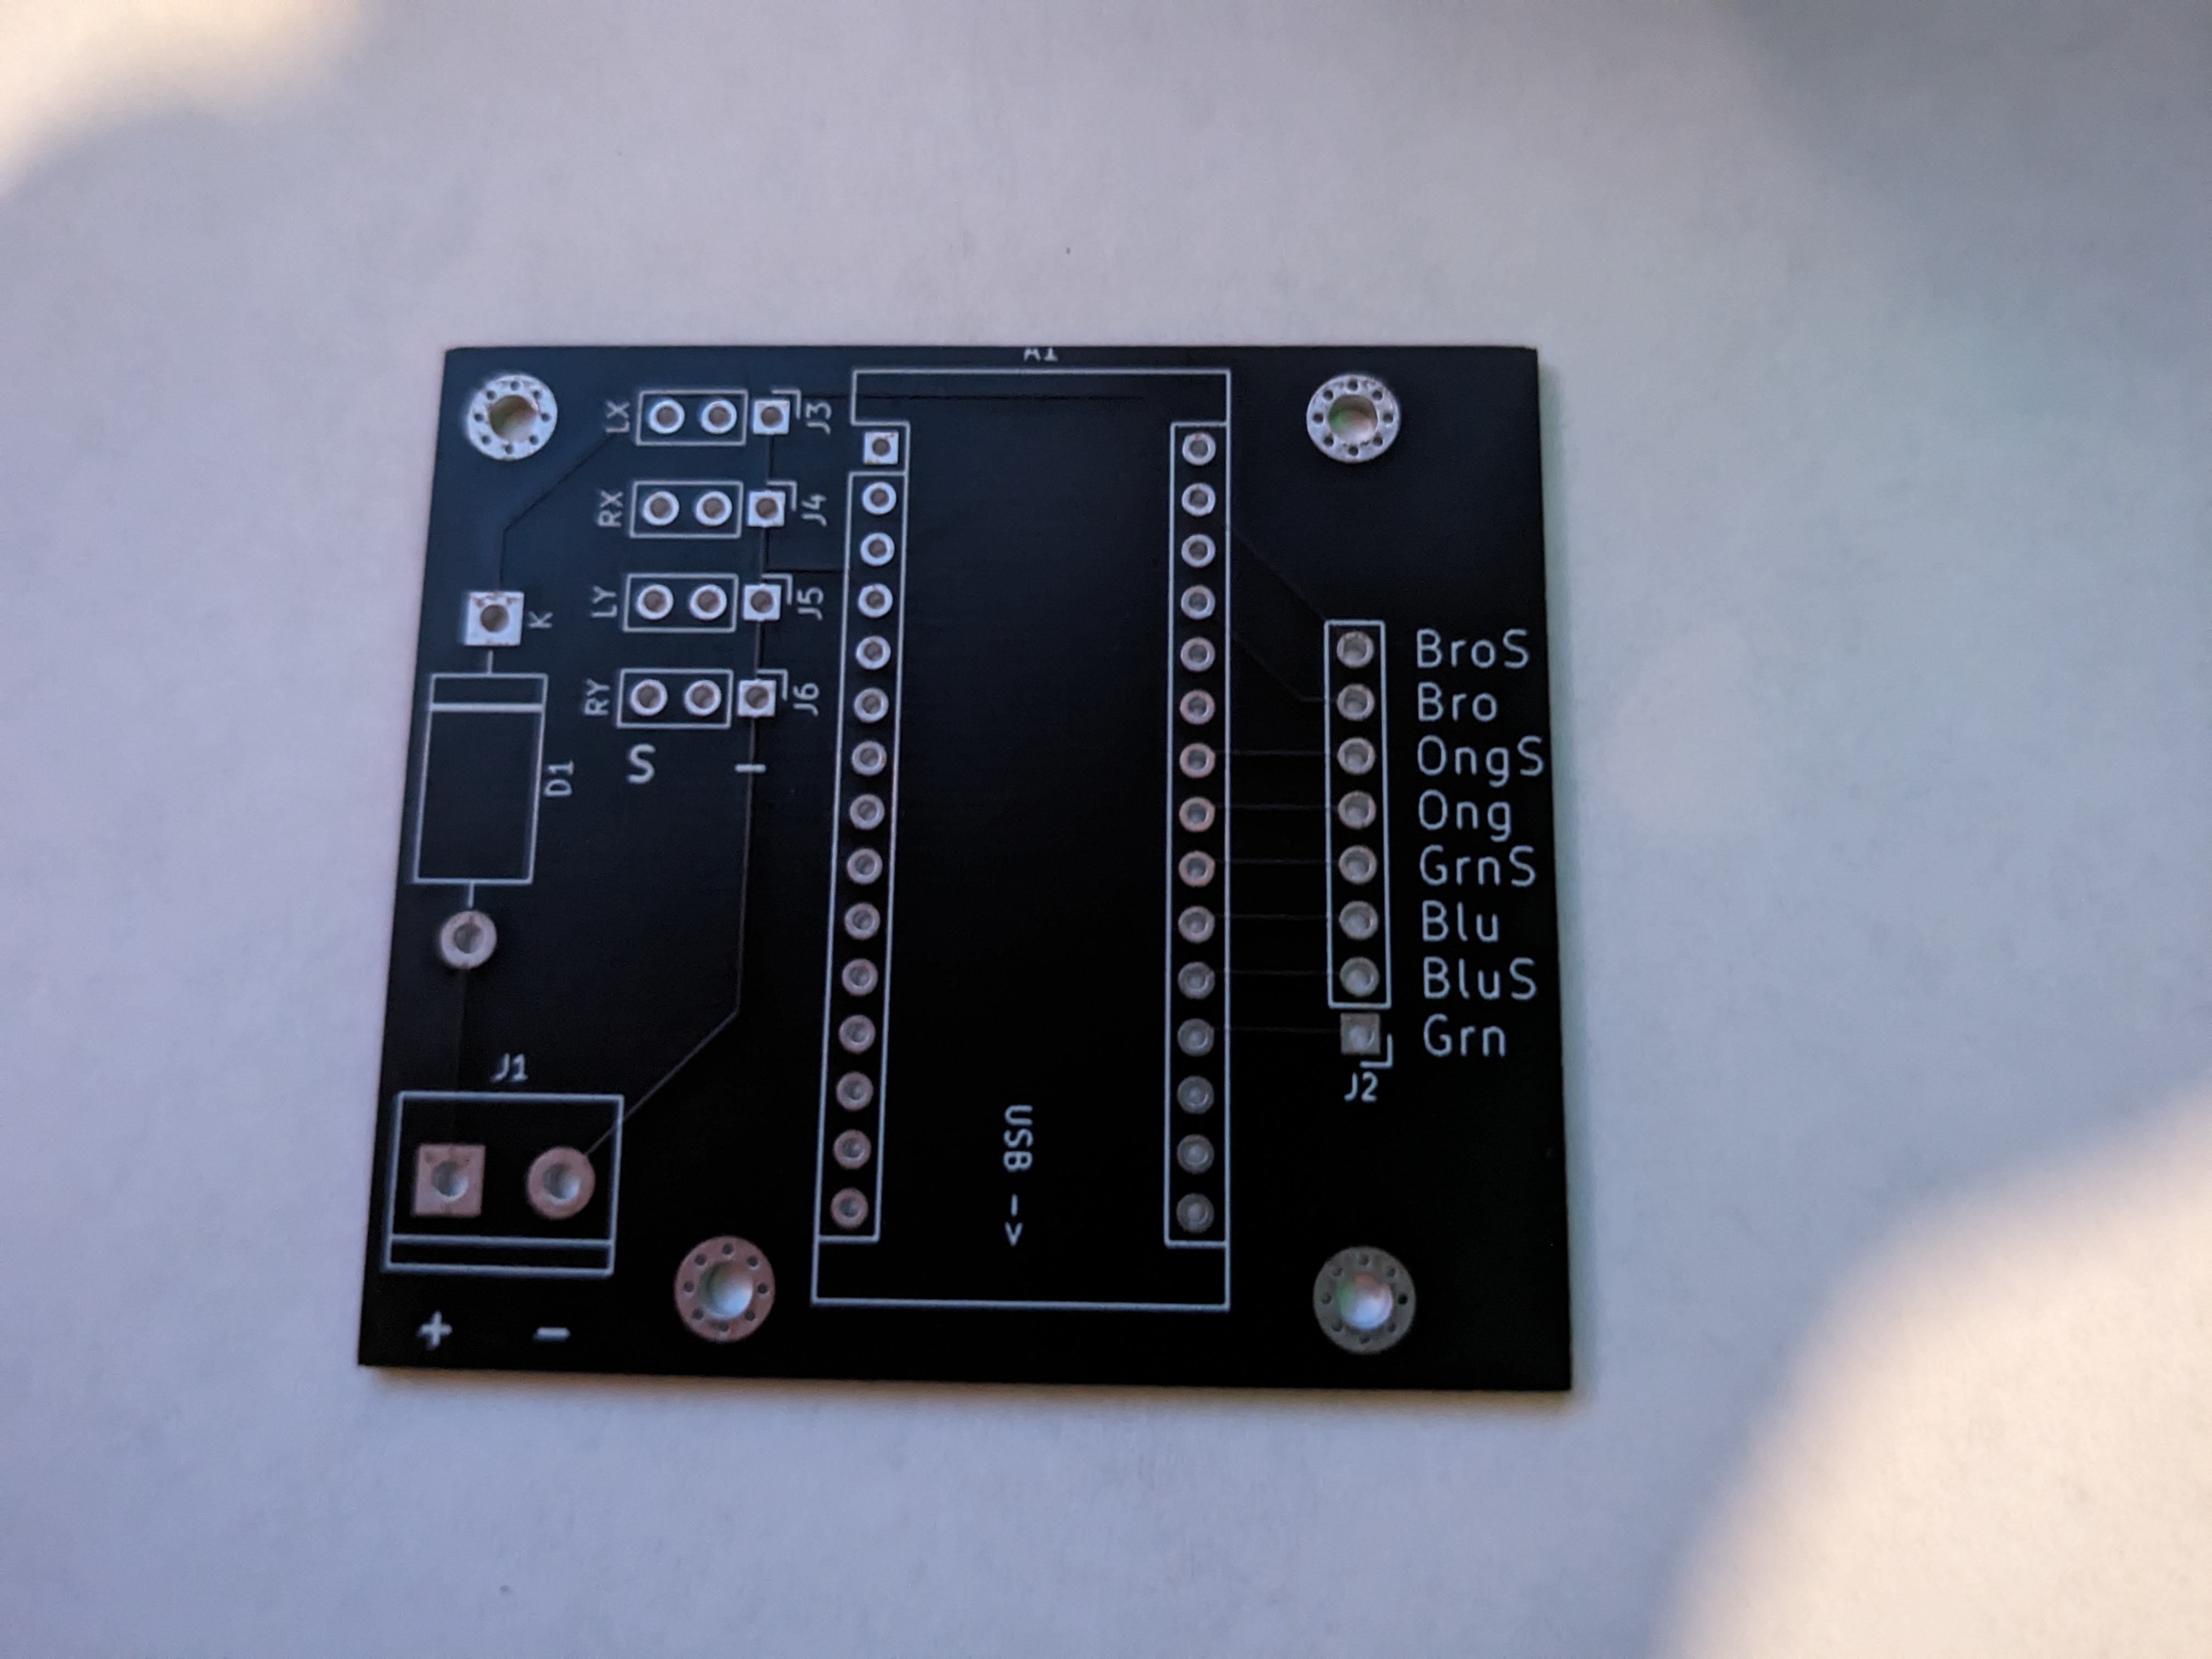 A1
LX
J3
RX
J4
K
LY
J5
RY
J6
S
-
D1
BroS
Bro
OngS
Ong
GrnS
Blu
BluS
Grn
J2
J1
USB ->
+
-